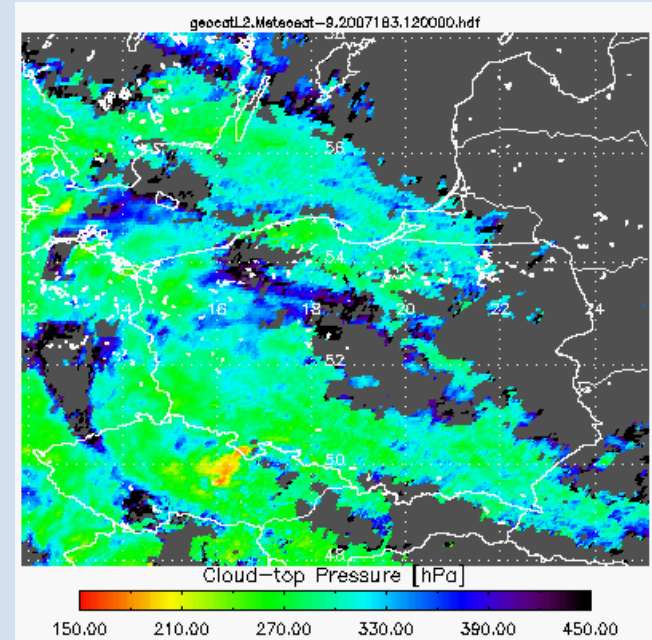 geocatL2.Meteosat-9.2007183.120000.hdf
58
56
54
12 14 16 18 20 22 24
52
50
48
Cloud-top Pressure [hPa]
150.00 210.00 270.00 330.00 390.00 450.00